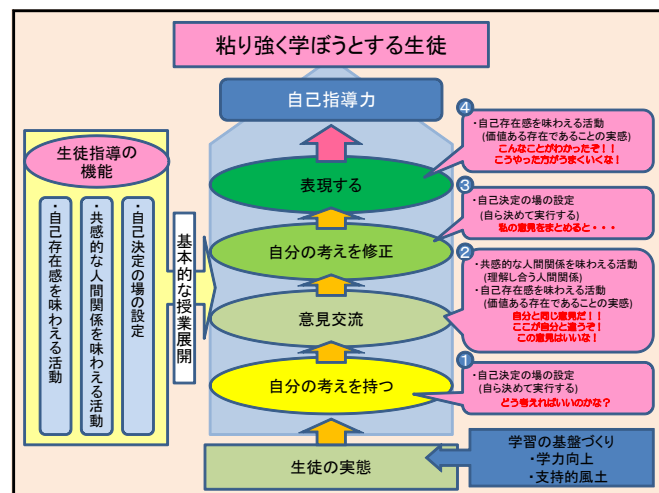 粘り強く学ぼうとする生徒
自己指導力
④
・自己存在感を味わえる活動
(価値ある存在であることの実感)
こんなことがわかったぞ！！
こうやった方がうまくいくな！
生徒指導の
機能
・自己決定の場の設定
・共感的な人間関係を味わえる活動
・自己存在感を味わえる活動
基本的な授業展開
表現する
③
・自己決定の場の設定
(自ら決めて実行する)
私の意見をまとめると・・・
自分の考えを修正
②
・共感的な人間関係を味わえる活動
(理解し合う人間関係)
・自己存在感を味わえる活動
(価値ある存在であることの実感)
自分と同じ意見だ！！
ここが自分と違うぞ！
この意見はいいな！
意見交流
①
・自己決定の場の設定
(自ら決めて実行する)
どう考えればいいのかな？
自分の考えを持つ
生徒の実態
学習の基盤づくり
・学力向上
・支持的風土